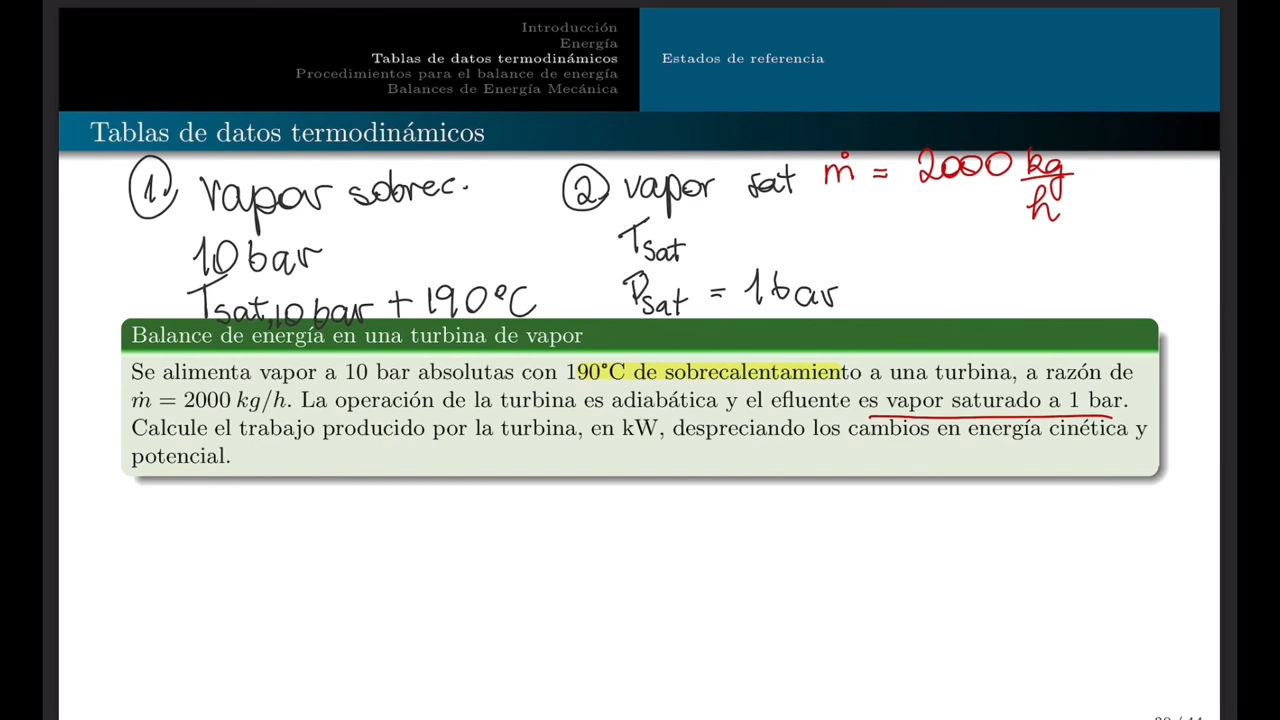 Introducción
Energía
Tablas de datos termodinámicos
Procedimientos para el balance de energía
Balances de Energía Mecánica
Estados de referencia
Tablas de datos termodinámicos
① vapor sobrec.
10 bar
Tsat,10 bar + 190°C
② vapor sat
Tsat
Psat = 1 bar
ṁ = 2000 kg/h
Balance de energía en una turbina de vapor
Se alimenta vapor a 10 bar absolutas con 190°C de sobrecalentamiento a una turbina, a razón de
ṁ = 2000 kg/h. La operación de la turbina es adiabática y el efluente es vapor saturado a 1 bar.
Calcule el trabajo producido por la turbina, en kW, despreciando los cambios en energía cinética y
potencial.